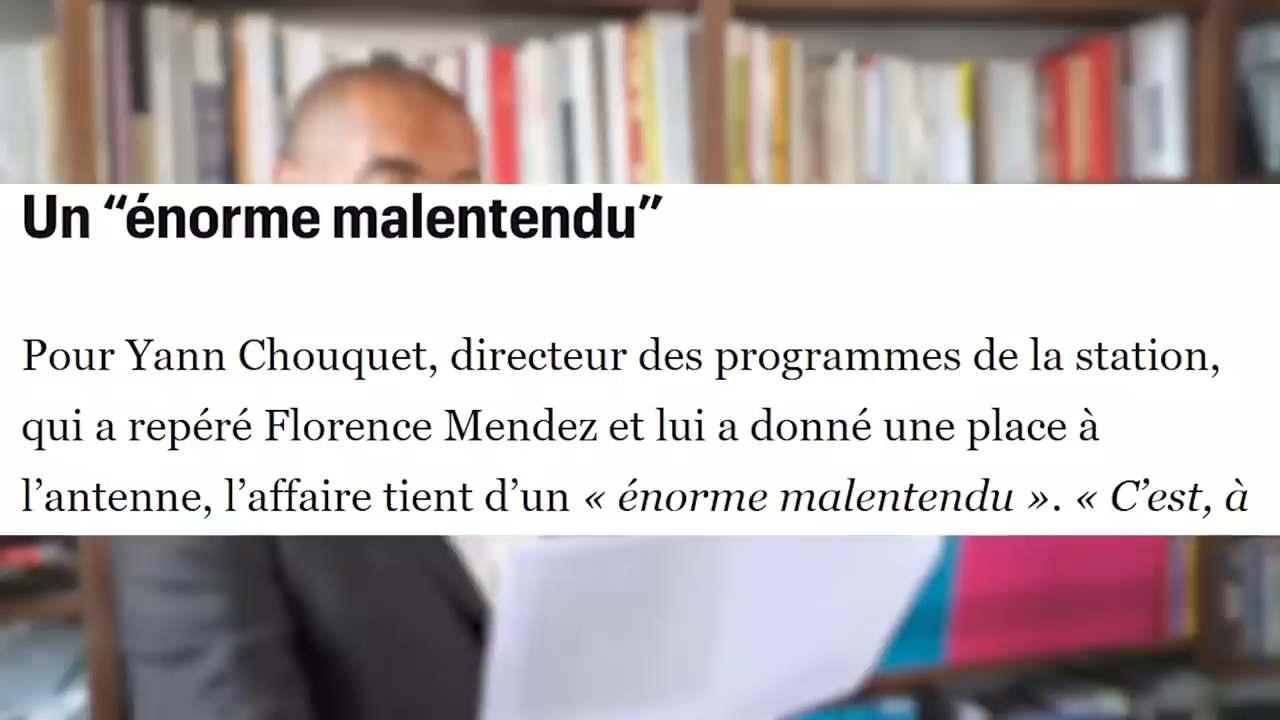 Un “énorme malentendu”
Pour Yann Chouquet, directeur des programmes de la station,
qui a repéré Florence Mendez et lui a donné une place à
l’antenne, l’affaire tient d’un « énorme malentendu ». « C’est, à